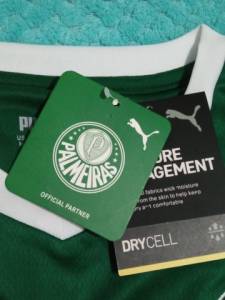 PUMA
PALMEIRAS
OFFICIAL PARTNER
URE
AGEMENT
fabrics wick moisture
from the skin to help keep
comfortable
DRYCELL